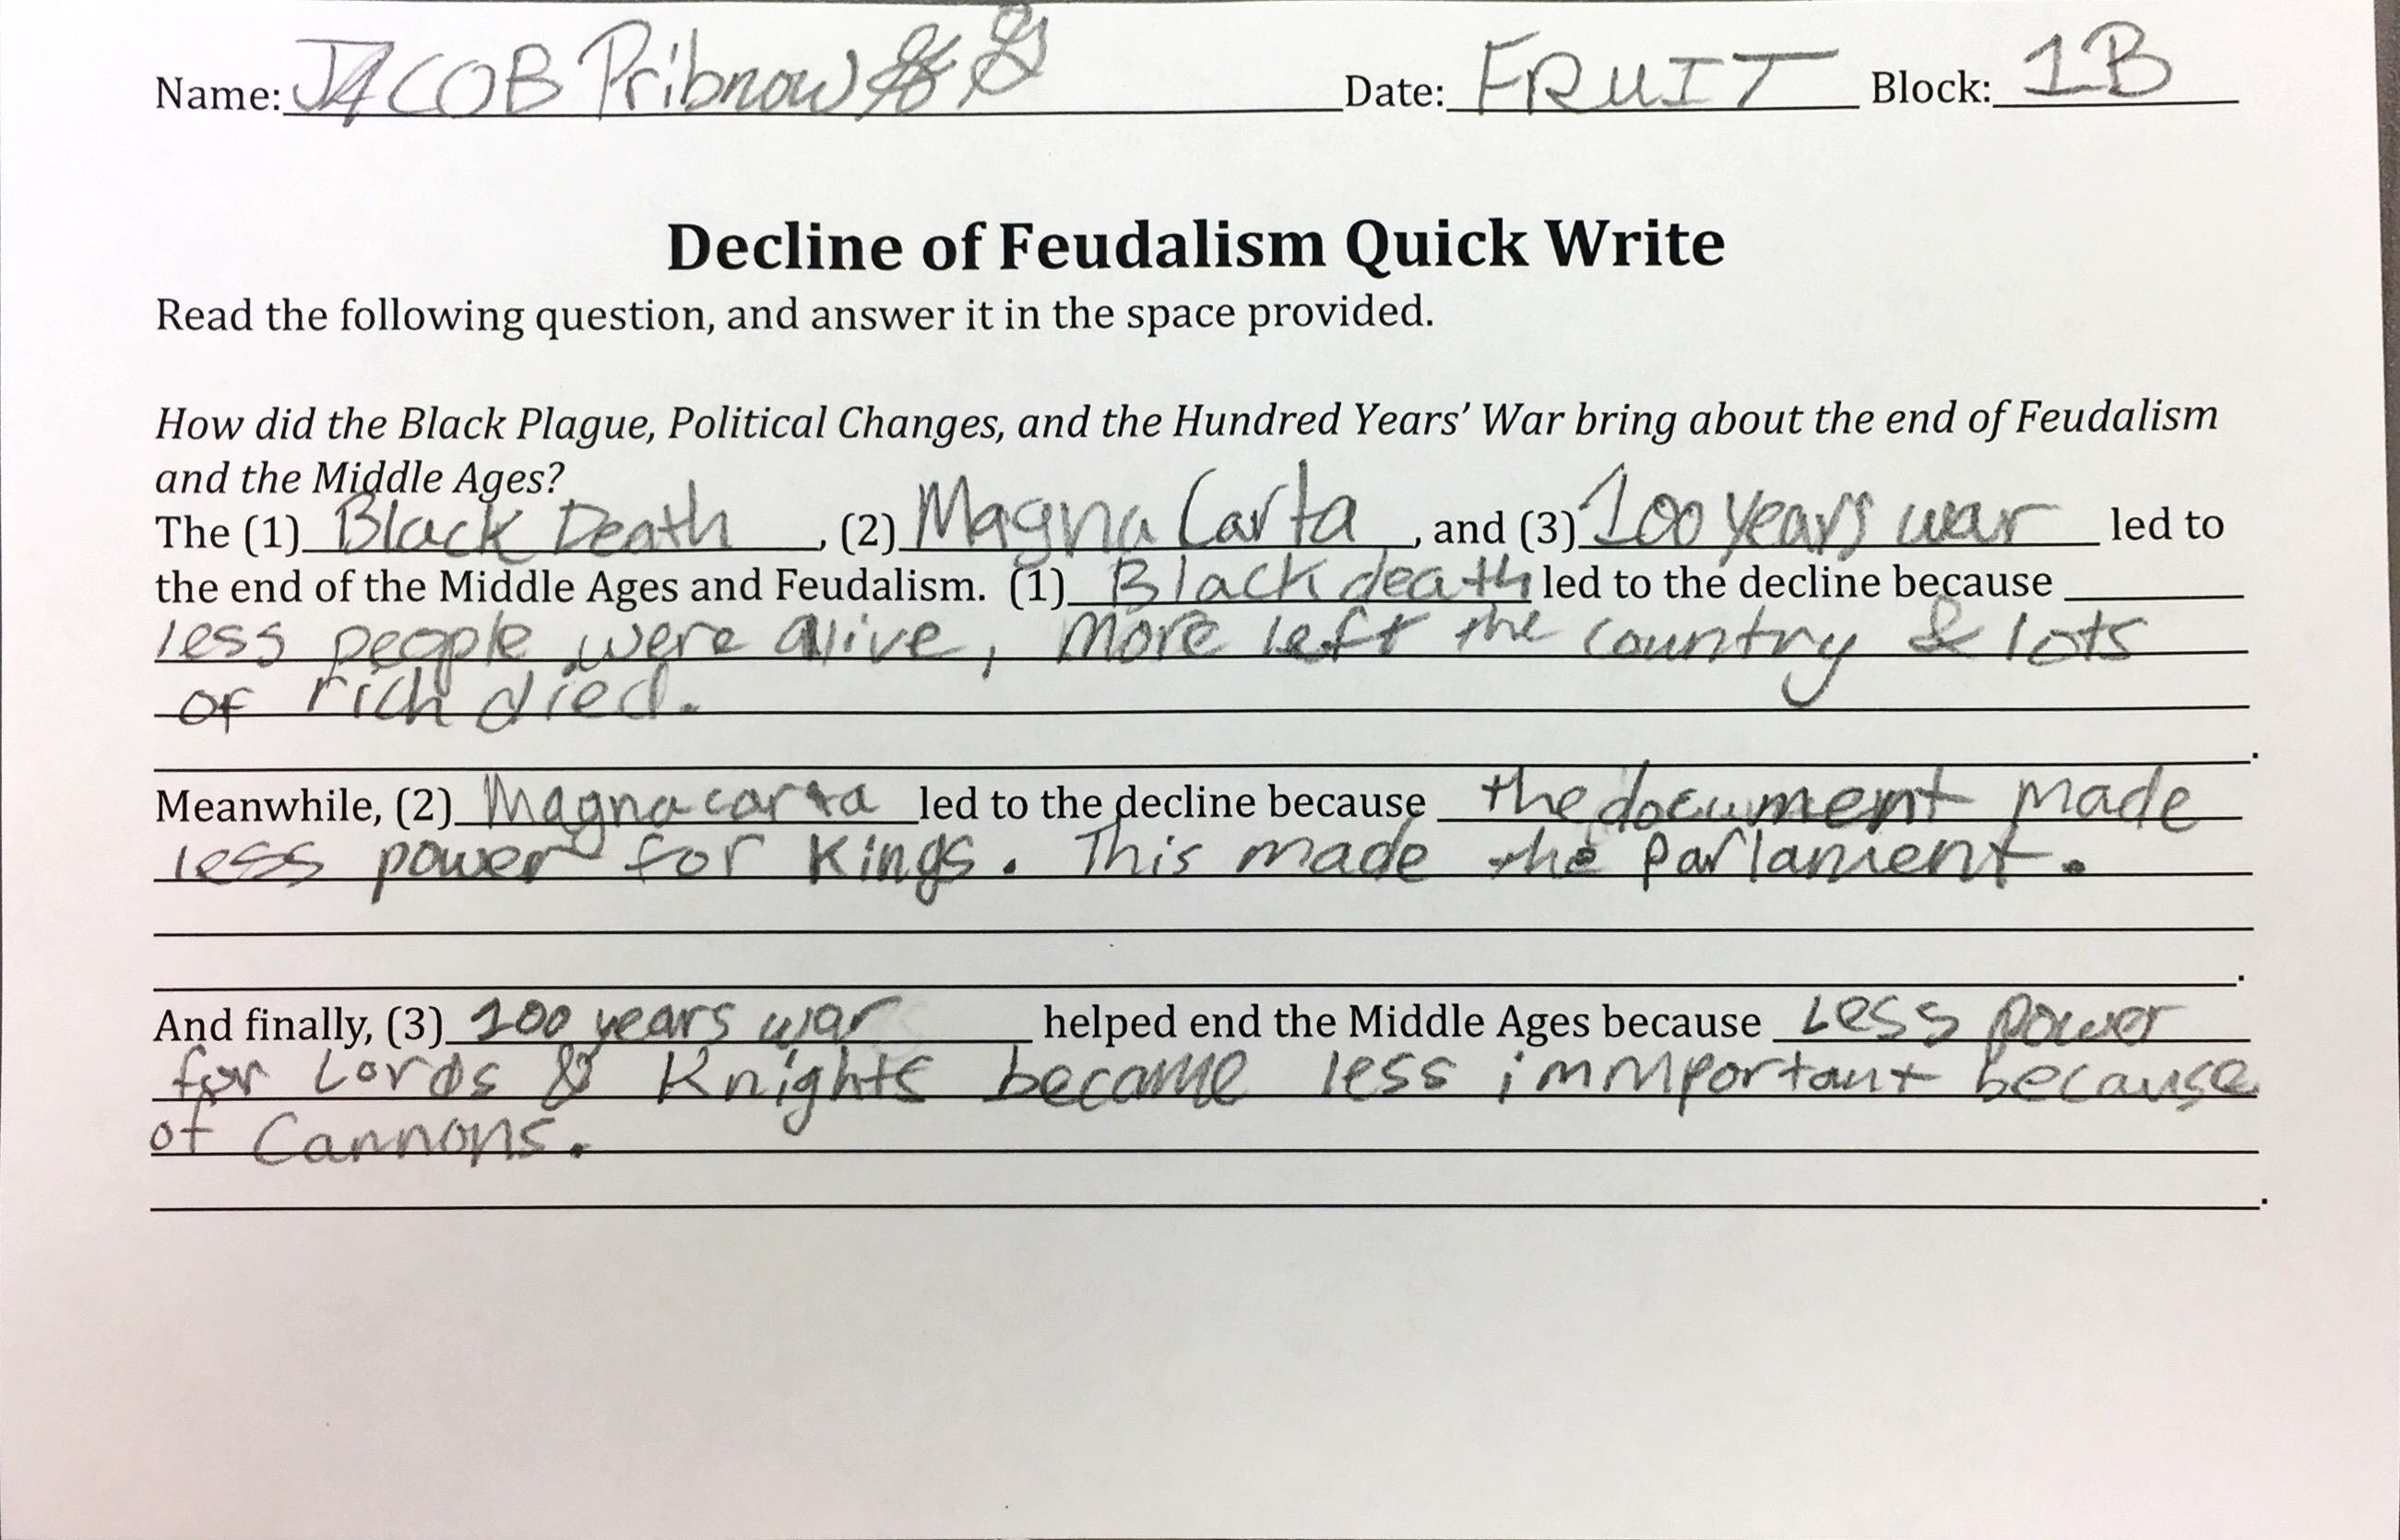 Name: JACOB Pribnow Date: FRUIT Block: 1B
Decline of Feudalism Quick Write
Read the following question, and answer it in the space provided.
How did the Black Plague, Political Changes, and the Hundred Years' War bring about the end of Feudalism
and the Middle Ages?
The (1) Black Death, (2) Magna Carta, and (3) 100 years war led to
the end of the Middle Ages and Feudalism. (1) Black death led to the decline because
less people were alive, more left the country & lots
of rich died.
.
Meanwhile, (2) Magna carta led to the decline because the document made
less power for Kings. This made the parlament.
.
And finally, (3) 100 years war helped end the Middle Ages because Less power
for Lords & Knights became less immportant because
of Cannons.
.